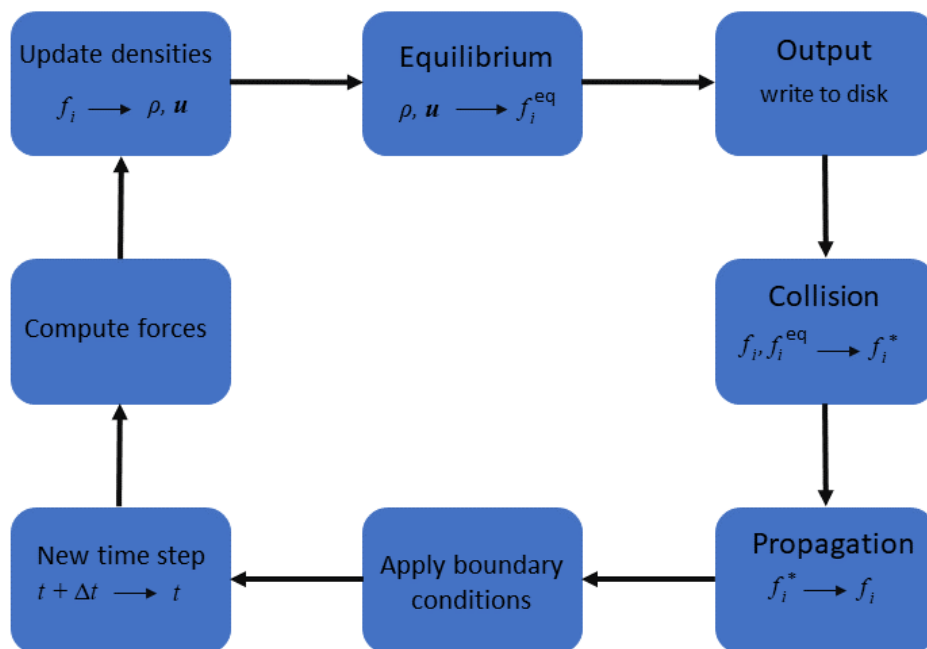 Update densities
f_i ⟶ ρ, u
Equilibrium
ρ, u ⟶ f_i^eq
Output
write to disk
Compute forces
Collision
f_i, f_i^eq ⟶ f_i^*
New time step
t + Δt ⟶ t
Apply boundary
conditions
Propagation
f_i^* ⟶ f_i